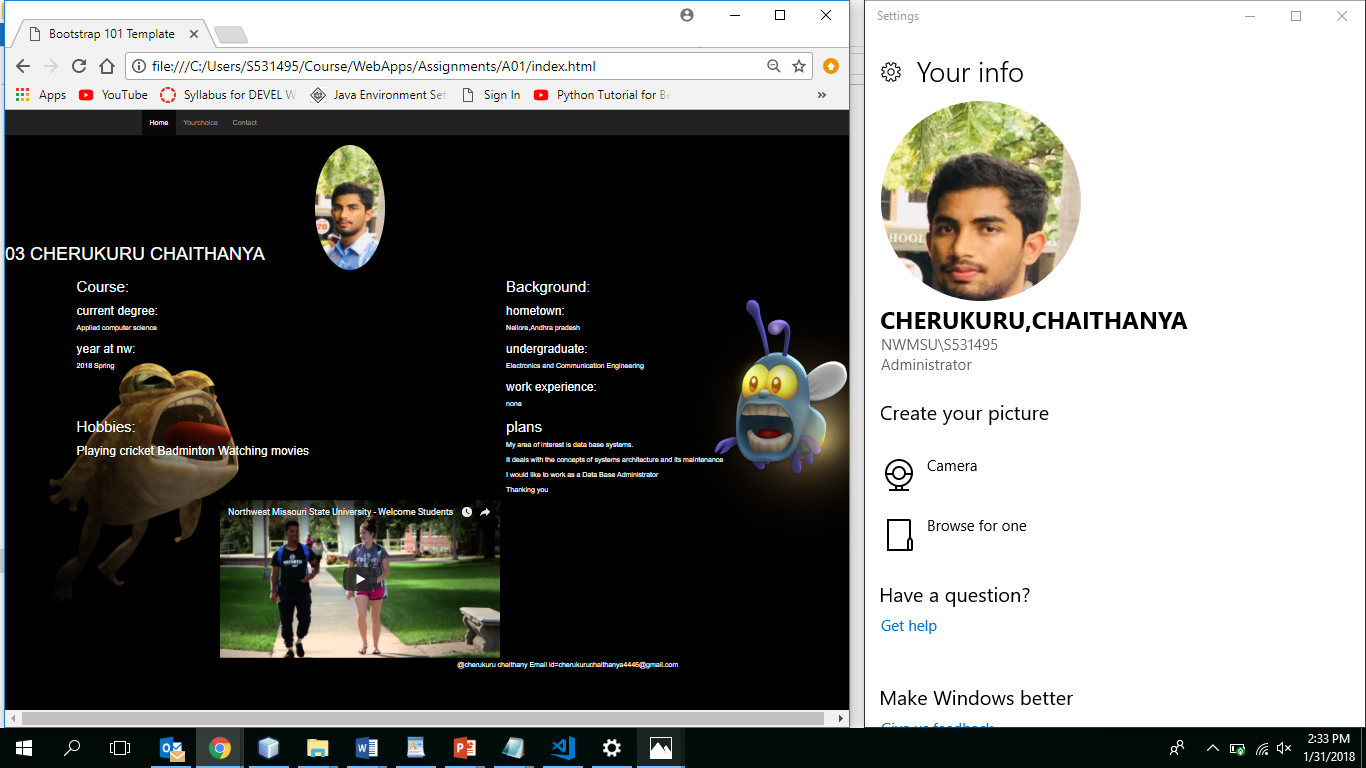 Bootstrap 101 Template
file:///C:/Users/S531495/Course/WebApps/Assignments/A01/index.html
Apps YouTube Syllabus for DEVEL W Java Environment Set Sign In Python Tutorial for Be »
Home Yourchoice Contact
03 CHERUKURU CHAITHANYA
Course:
current degree:
Applied computer science
year at nw:
2018 Spring
Hobbies:
Playing cricket Badminton Watching movies
Background:
hometown:
Nellore,Andhra pradesh
undergraduate:
Electronics and Communication Engineering
work experience:
none
plans
My area of interest is data base systems.
It deals with the concepts of systems architecture and its maintenance
I would like to work as a Data Base Administrator
Thanking you
Northwest Missouri State University - Welcome Students
@cherukuru chaithany Email id=cherukuruchaithanya4446@gmail.com
Settings
Your info
CHERUKURU,CHAITHANYA
NWMSU\S531495
Administrator
Create your picture
Camera
Browse for one
Have a question?
Get help
Make Windows better
Give us feedback
2:33 PM
1/31/2018